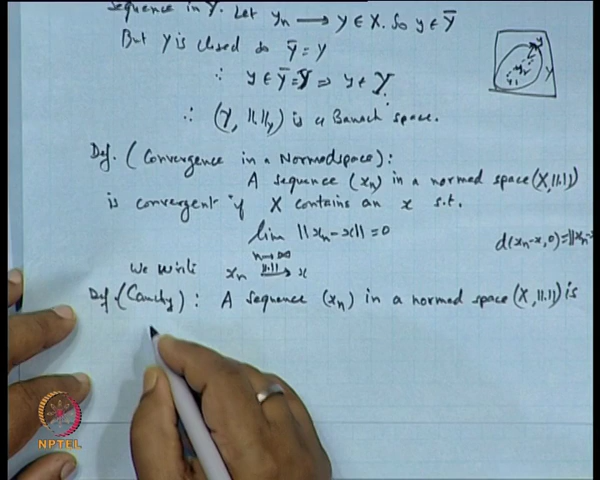 sequence in Y. Let yₙ ⟶ y ∈ X. So y ∈ Ȳ
But Y is closed so Ȳ = Y
∴ y ∈ Ȳ = Y ⇒ y ∈ Y.
∴ (Y, ||.||_Y) is a Banach space.
Def. (Convergence in a Normed space):
A sequence (xₙ) in a normed space (X, ||.||)
is convergent if X contains an x s.t.
lim ||xₙ - x|| = 0
n → ∞
d(xₙ-x, 0) = ||xₙ-x
We write xₙ ⟶ x
||.||
Def. (Cauchy): A sequence (xₙ) in a normed space (X, ||.||) is
NPTEL